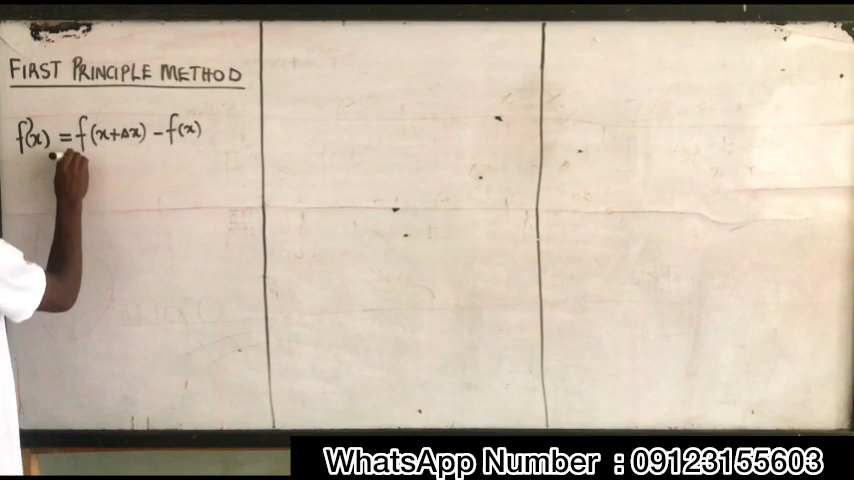 FIRST PRINCIPLE METHOD
f'(x) = f(x+Δx) - f(x)
WhatsApp Number : 09123155603